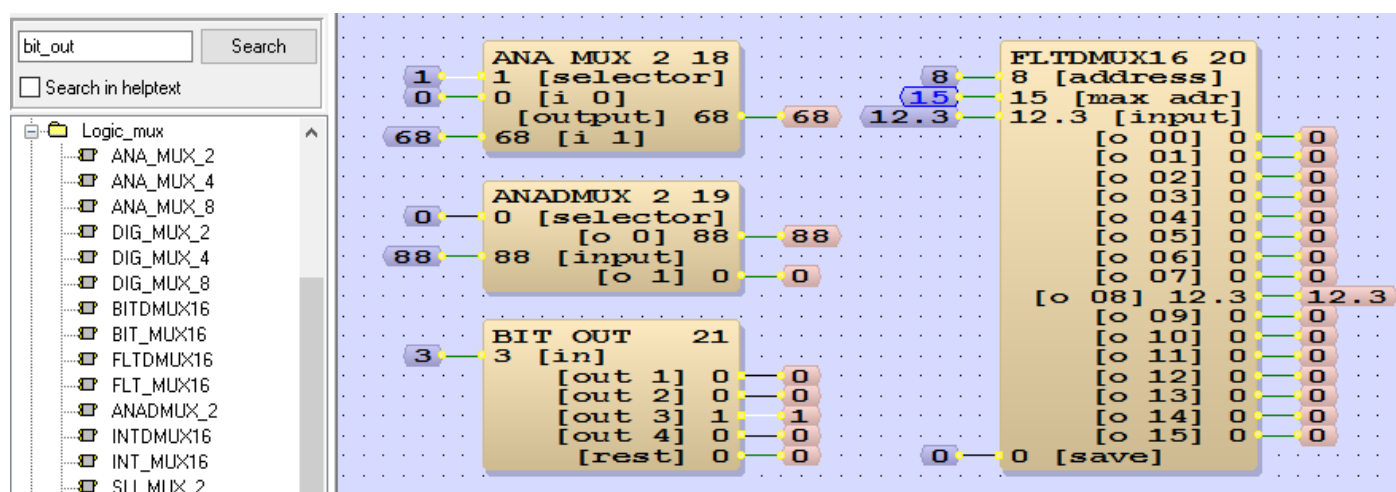 bit_out
Search
Search in helptext
Logic_mux
ANA_MUX_2
ANA_MUX_4
ANA_MUX_8
DIG_MUX_2
DIG_MUX_4
DIG_MUX_8
BITDMUX16
BIT_MUX16
FLTDMUX16
FLT_MUX16
ANADMUX_2
INTDMUX16
INT_MUX16
SLI_MUX_2
ANA MUX 2 18
1 1 [selector]
0 0 [i 0]
[output] 68 68
68 68 [i 1]
ANADMUX 2 19
0 0 [selector]
[o 0] 88 88
88 88 [input]
[o 1] 0 0
BIT OUT 21
3 3 [in]
[out 1] 0 0
[out 2] 0 0
[out 3] 1 1
[out 4] 0 0
[rest] 0 0
FLTDMUX16 20
8 8 [address]
15 15 [max adr]
12.3 12.3 [input]
[o 00] 0 0
[o 01] 0 0
[o 02] 0 0
[o 03] 0 0
[o 04] 0 0
[o 05] 0 0
[o 06] 0 0
[o 07] 0 0
[o 08] 12.3 12.3
[o 09] 0 0
[o 10] 0 0
[o 11] 0 0
[o 12] 0 0
[o 13] 0 0
[o 14] 0 0
[o 15] 0 0
0 0 [save]